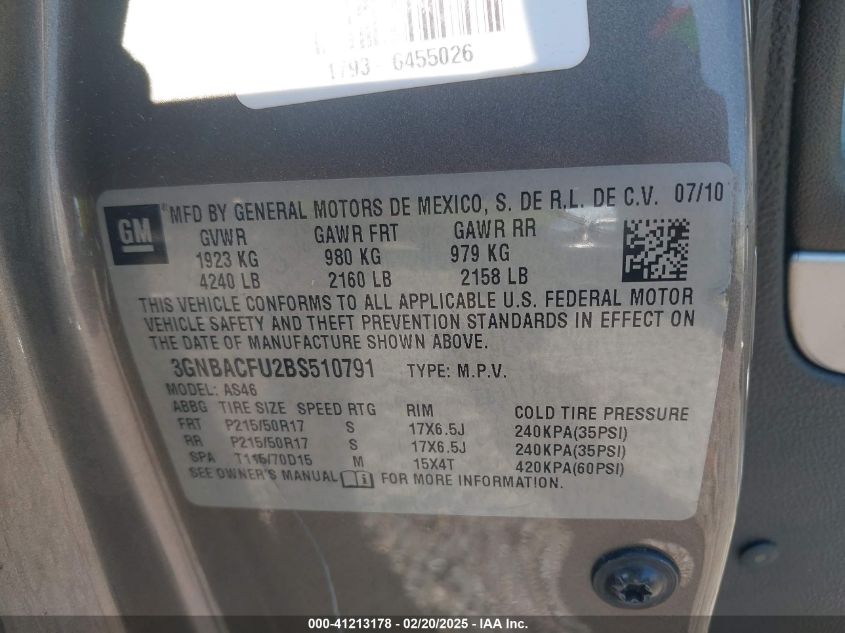 1793- 6455026
GM
®MFD BY GENERAL MOTORS DE MEXICO, S. DE R.L. DE C.V. 07/10
GVWR GAWR FRT GAWR RR
1923 KG 980 KG 979 KG
4240 LB 2160 LB 2158 LB
THIS VEHICLE CONFORMS TO ALL APPLICABLE U.S. FEDERAL MOTOR
VEHICLE SAFETY AND THEFT PREVENTION STANDARDS IN EFFECT ON
THE DATE OF MANUFACTURE SHOWN ABOVE.
3GNBACFU2BS510791 TYPE: M.P.V.
MODEL: AS46
ABBG TIRE SIZE SPEED RTG RIM COLD TIRE PRESSURE
FRT P215/50R17 S 17X6.5J 240KPA(35PSI)
RR P215/50R17 S 17X6.5J 240KPA(35PSI)
SPA T115/70D15 M 15X4T 420KPA(60PSI)
SEE OWNER'S MANUAL FOR MORE INFORMATION.
000-41213178 - 02/20/2025 - IAA Inc.